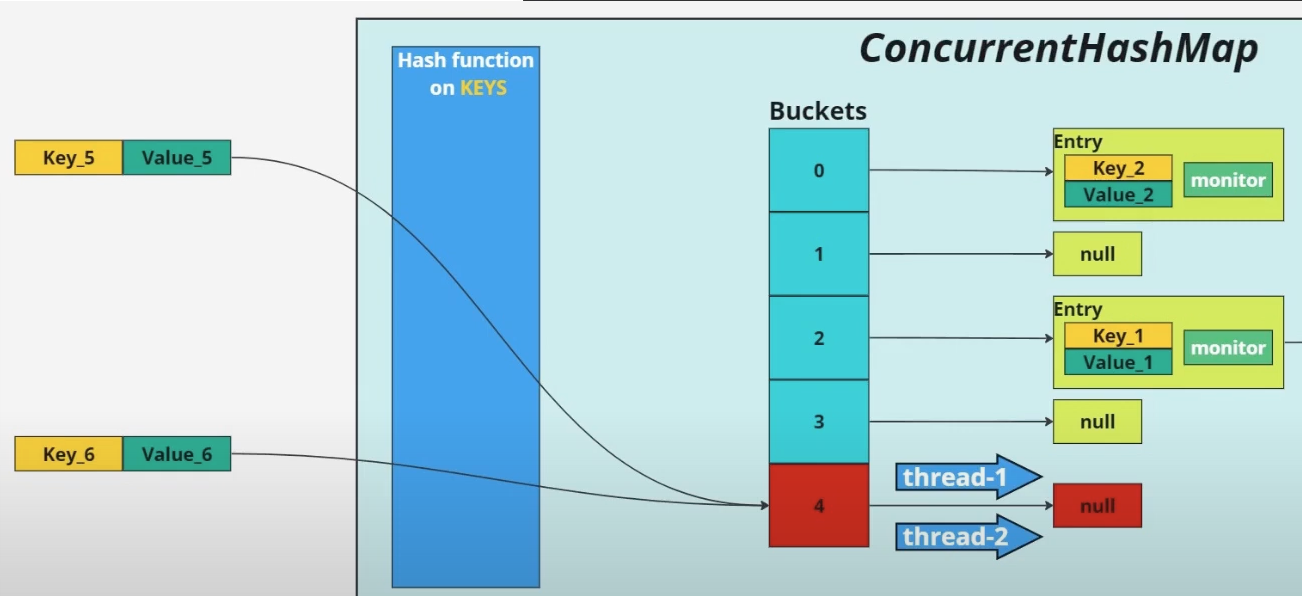 ConcurrentHashMap
Hash function
on KEYS
Buckets
Key_5 Value_5
Key_6 Value_6
0
1
2
3
4
Entry
Key_2
Value_2
monitor
null
Entry
Key_1
Value_1
monitor
null
thread-1
null
thread-2